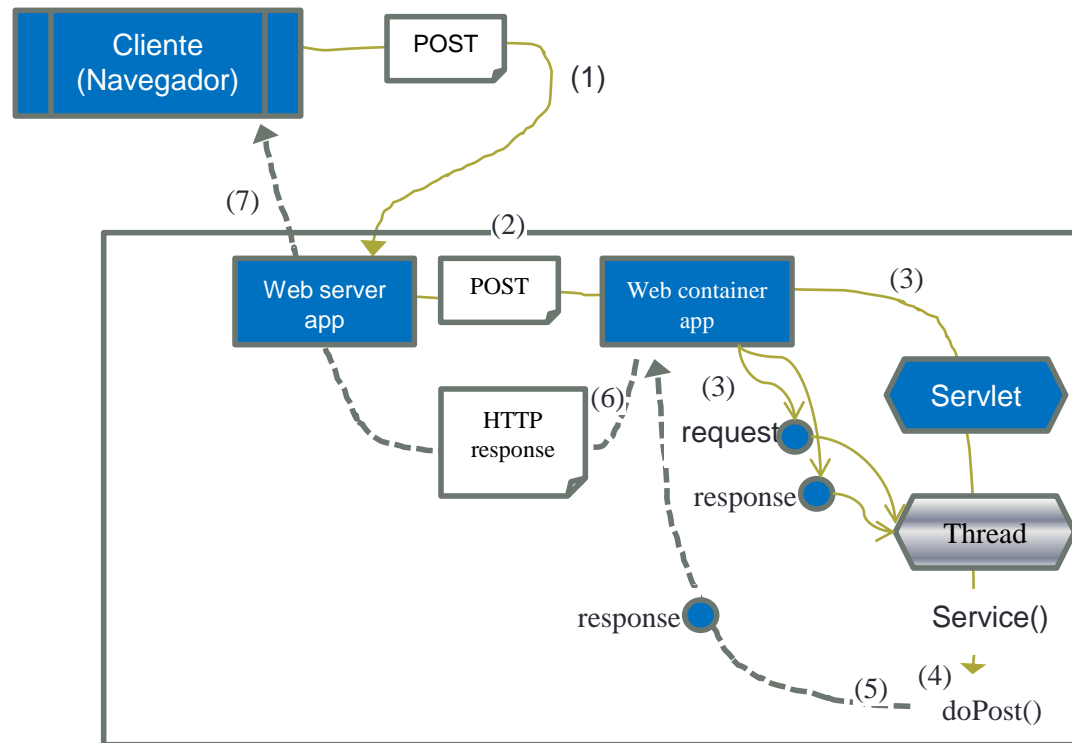 Cliente
(Navegador)
POST
(1)
(7)
(2)
Web server
app
POST
Web container
app
(3)
Servlet
(3)
(6)
HTTP
response
request
response
Thread
response
Service()
(5)
(4)
doPost()